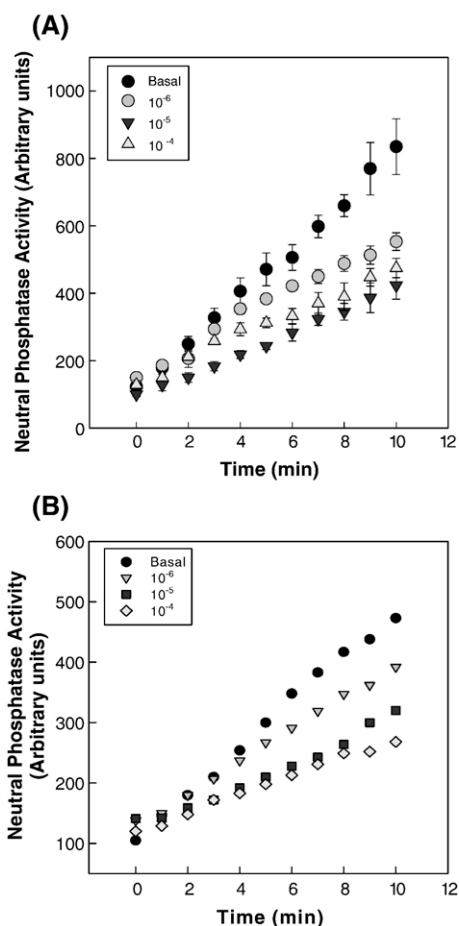 (A)
Neutral Phosphatase Activity (Arbitrary units)
1000
800
600
400
200
0
Basal
10⁻⁶
10⁻⁵
10⁻⁴
0 2 4 6 8 10 12
Time (min)
(B)
Neutral Phosphatase Activity
(Arbitrary units)
600
500
400
300
200
100
Basal
10⁻⁶
10⁻⁵
10⁻⁴
0 2 4 6 8 10 12
Time (min)